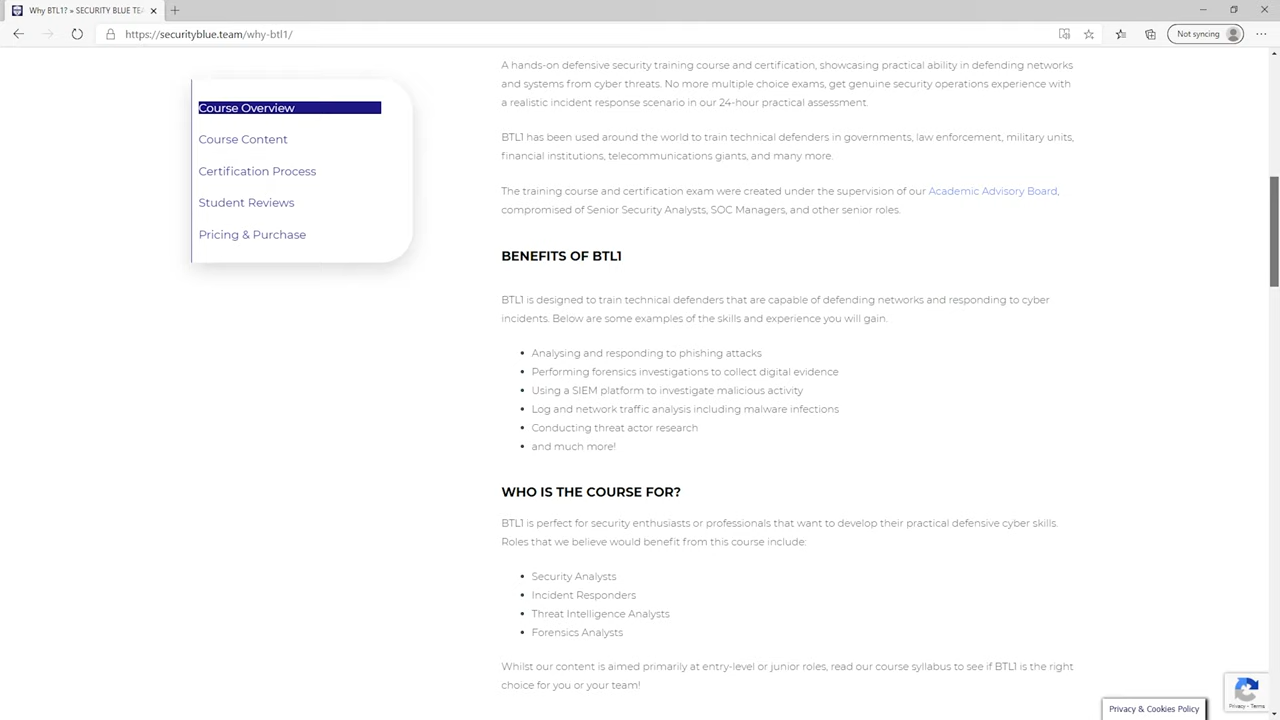 Why BTL1? » SECURITY BLUE TEA
https://securityblue.team/why-btl1/
Not syncing
Course Overview
Course Content
Certification Process
Student Reviews
Pricing & Purchase
A hands-on defensive security training course and certification, showcasing practical ability in defending networks
and systems from cyber threats. No more multiple choice exams, get genuine security operations experience with
a realistic incident response scenario in our 24-hour practical assessment.
BTL1 has been used around the world to train technical defenders in governments, law enforcement, military units,
financial institutions, telecommunications giants, and many more.
The training course and certification exam were created under the supervision of our Academic Advisory Board,
compromised of Senior Security Analysts, SOC Managers, and other senior roles.
BENEFITS OF BTL1
BTL1 is designed to train technical defenders that are capable of defending networks and responding to cyber
incidents. Below are some examples of the skills and experience you will gain.
• Analysing and responding to phishing attacks
• Performing forensics investigations to collect digital evidence
• Using a SIEM platform to investigate malicious activity
• Log and network traffic analysis including malware infections
• Conducting threat actor research
• and much more!
WHO IS THE COURSE FOR?
BTL1 is perfect for security enthusiasts or professionals that want to develop their practical defensive cyber skills.
Roles that we believe would benefit from this course include:
• Security Analysts
• Incident Responders
• Threat Intelligence Analysts
• Forensics Analysts
Whilst our content is aimed primarily at entry-level or junior roles, read our course syllabus to see if BTL1 is the right
choice for you or your team!
Privacy - Terms
Privacy & Cookies Policy